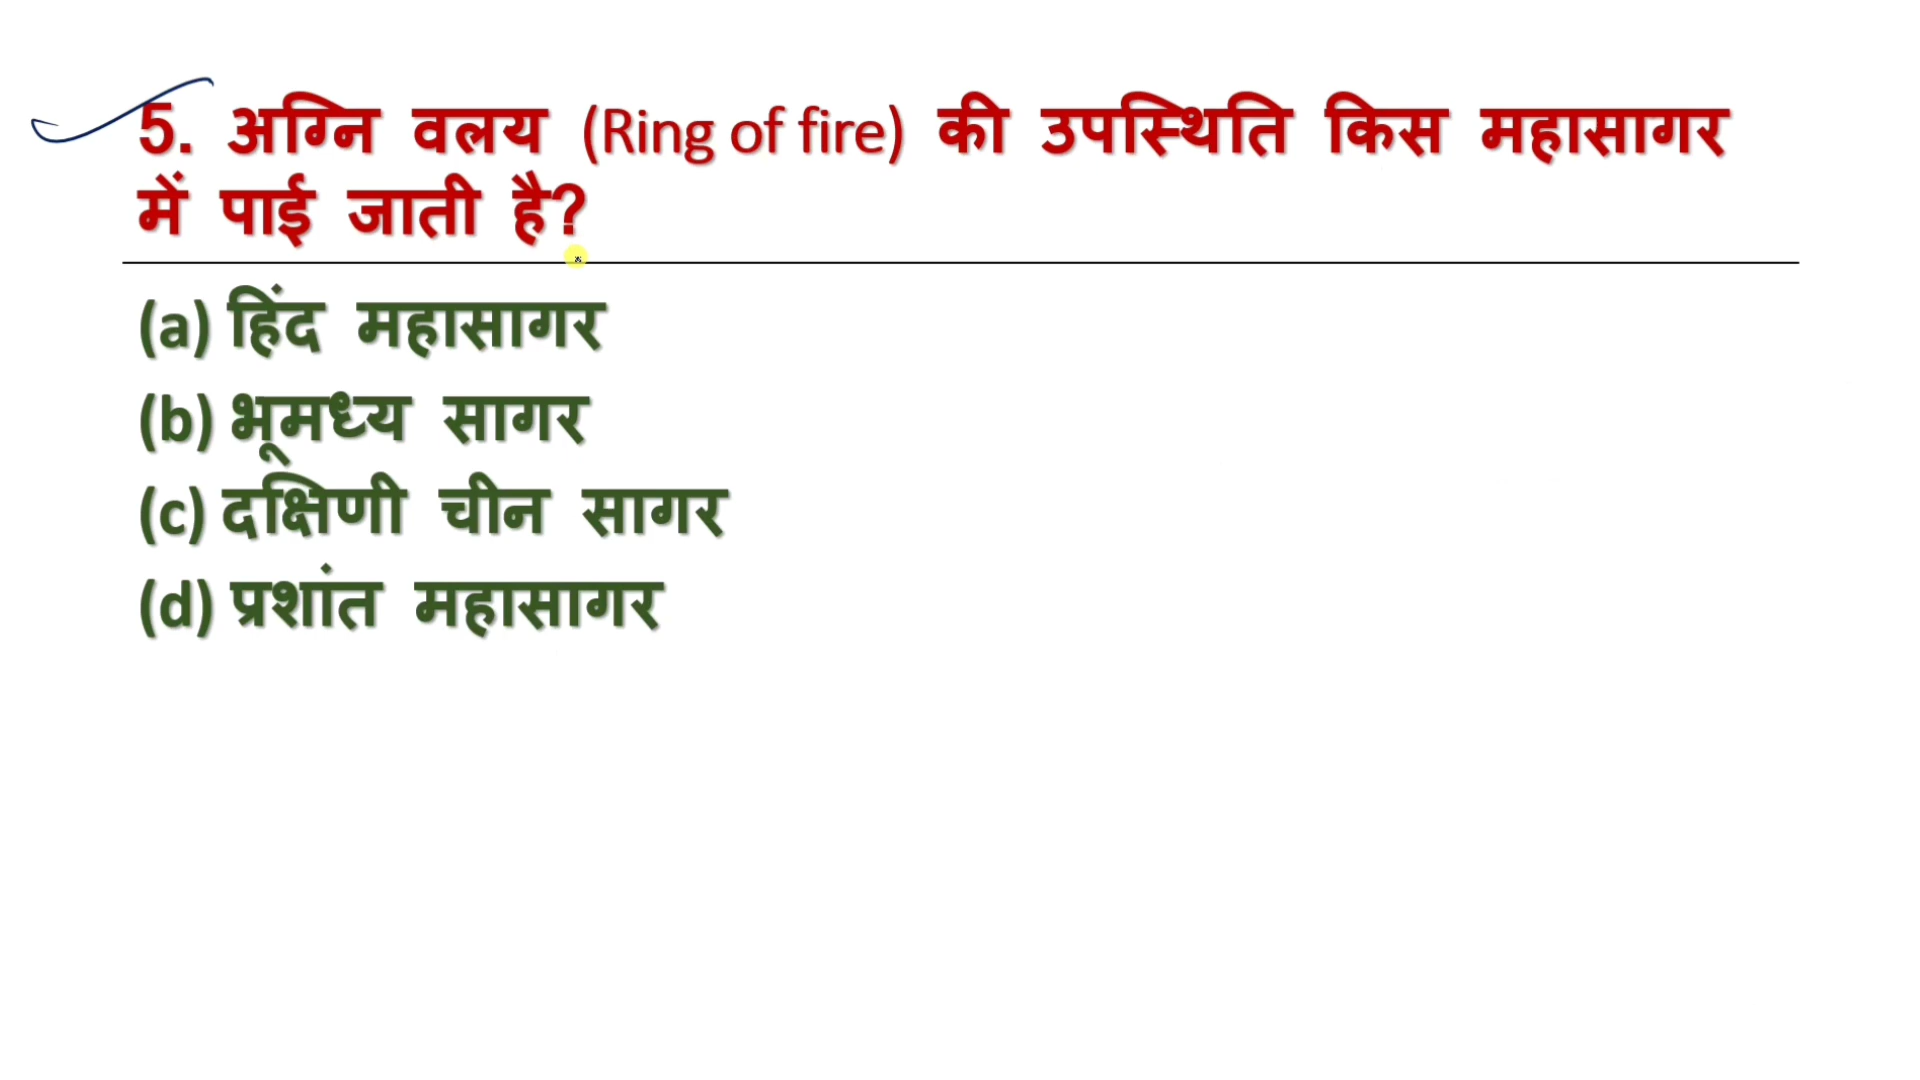 5. अग्नि वलय (Ring of fire) की उपस्थिति किस महासागर
में पाई जाती है?
(a) हिंद महासागर
(b) भूमध्य सागर
(c) दक्षिणी चीन सागर
(d) प्रशांत महासागर